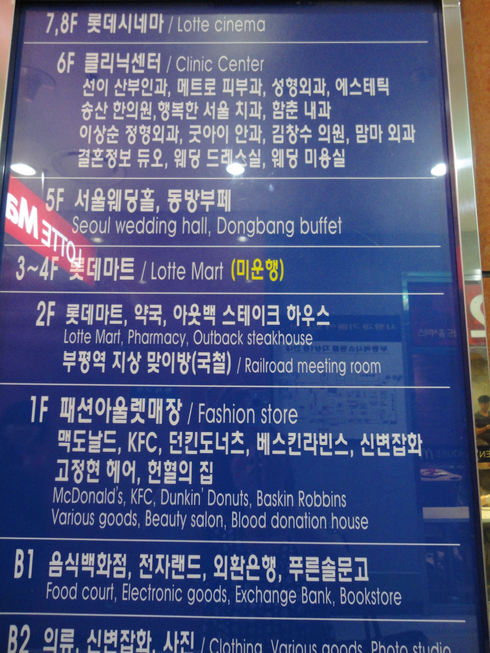 7,8F 롯데시네마 / Lotte cinema
6F 클리닉센터 / Clinic Center
선이 산부인과, 메트로 피부과, 성형외과, 에스테틱
송산 한의원, 행복한 서울 치과, 함춘 내과
이상순 정형외과, 굿아이 안과, 김창수 의원, 맘마 외과
결혼정보 듀오, 웨딩 드레스실, 웨딩 미용실
5F 서울웨딩홀, 동방부페
Seoul wedding hall, Dongbang buffet
LOTTE Ma
3~4F 롯데마트 / Lotte Mart (미운행)
2F 롯데마트, 약국, 아웃백 스테이크 하우스
Lotte Mart, Pharmacy, Outback steakhouse
부평역 지상 맞이방(국철) / Railroad meeting room
1F 패션아울렛매장 / Fashion store
맥도날드, KFC, 던킨도너츠, 베스킨라빈스, 신변잡화
고정현 헤어, 헌혈의 집
McDonald's, KFC, Dunkin' Donuts, Baskin Robbins
Various goods, Beauty salon, Blood donation house
B1 음식백화점, 전자랜드, 외환은행, 푸른솔문고
Food court, Electronic goods, Exchange Bank, Bookstore
B2 의류, 신변잡화, 사진 / Clothing, Various goods, Photo studio